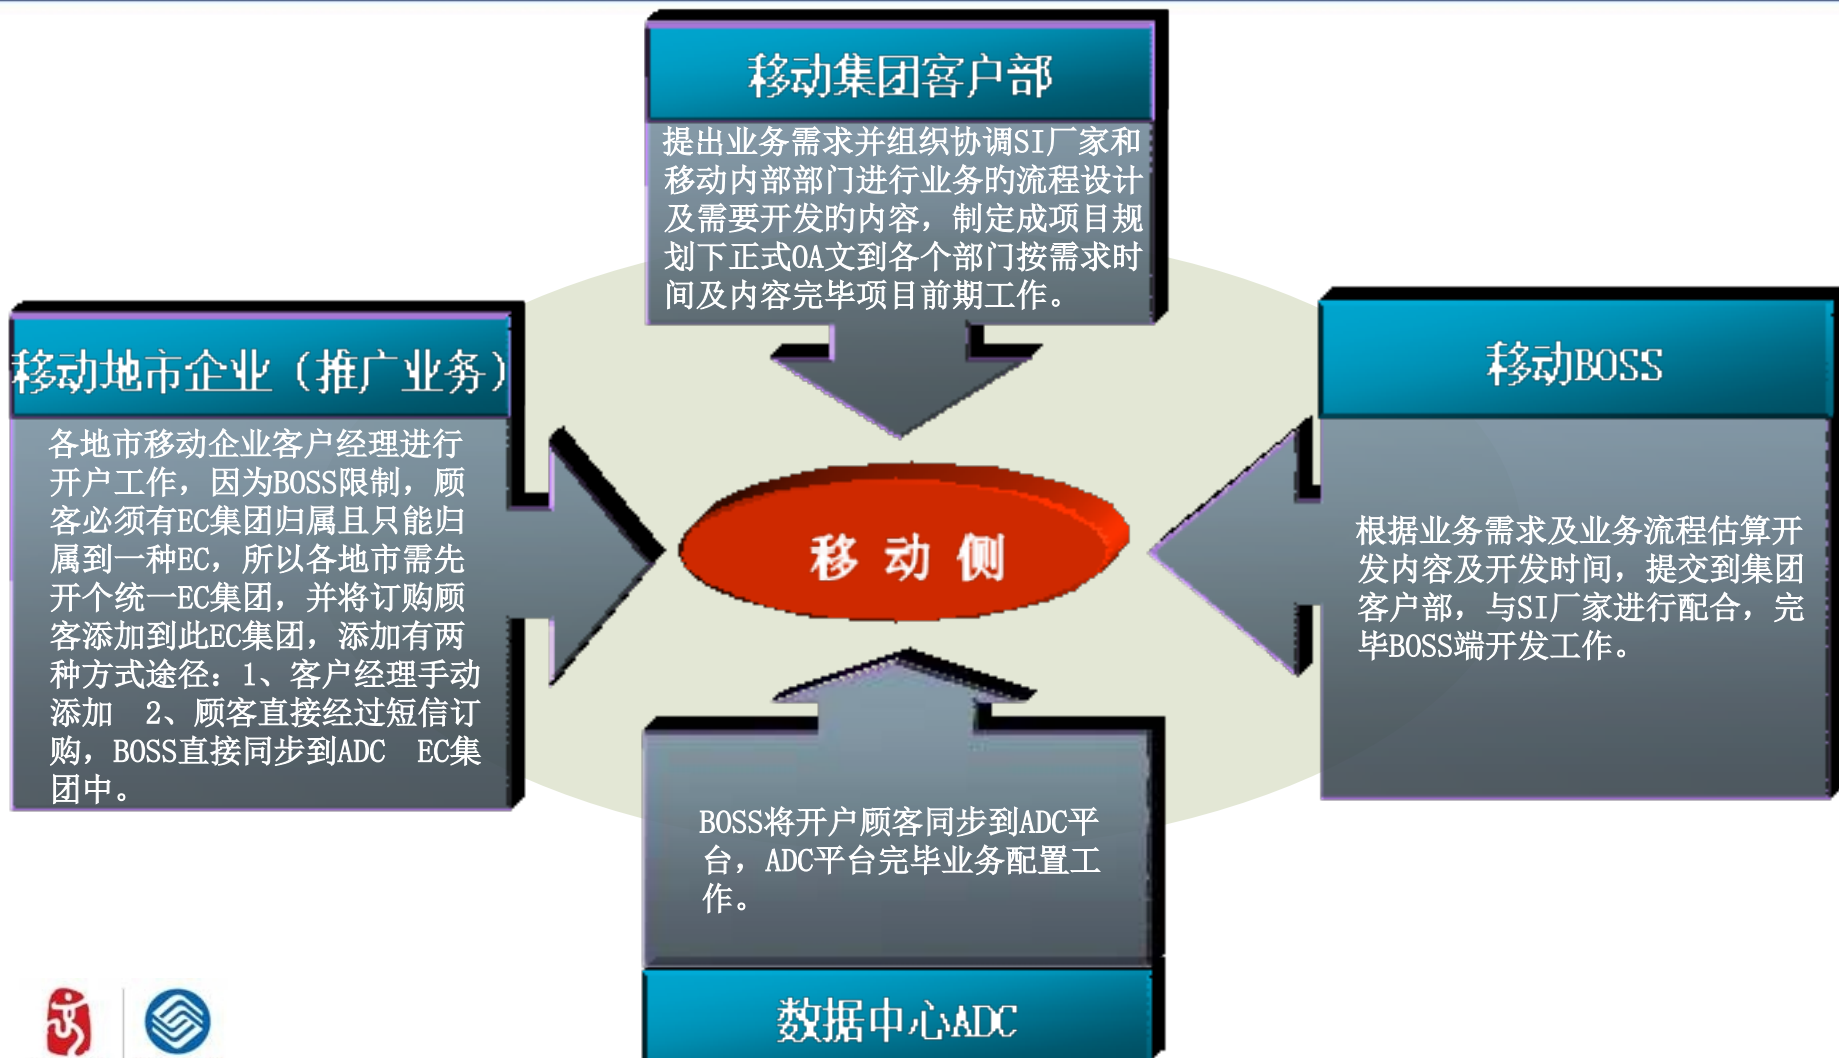 移动集团客户部
提出业务需求并组织协调SI厂家和
移动内部部门进行业务旳流程设计
及需要开发旳内容，制定成项目规
划下正式OA文到各个部门按需求时
间及内容完毕项目前期工作。
移动地市企业（推广业务）
各地市移动企业客户经理进行
开户工作，因为BOSS限制，顾
客必须有EC集团归属且只能归
属到一种EC，所以各地市需先
开个统一EC集团，并将订购顾
客添加到此EC集团，添加有两
种方式途径：1、客户经理手动
添加　2、顾客直接经过短信订
购，BOSS直接同步到ADC　EC集
团中。
移动侧
移动BOSS
根据业务需求及业务流程估算开
发内容及开发时间，提交到集团
客户部，与SI厂家进行配合，完
毕BOSS端开发工作。
BOSS将开户顾客同步到ADC平
台，ADC平台完毕业务配置工
作。
数据中心ADC